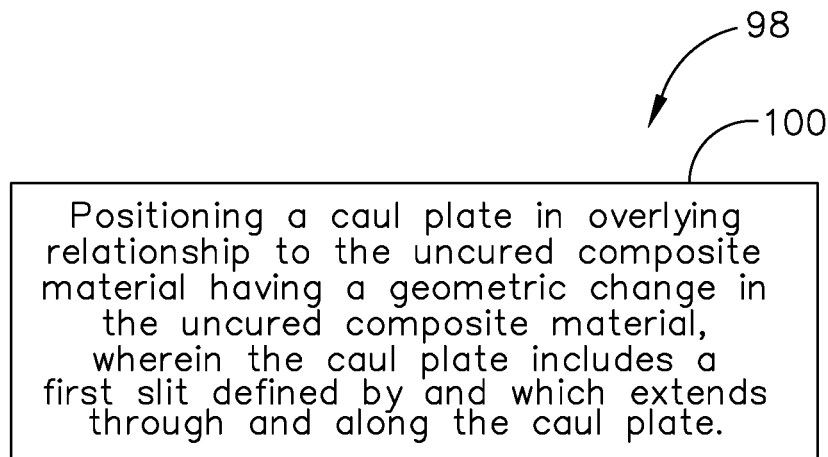 98
100
Positioning a caul plate in overlying
relationship to the uncured composite
material having a geometric change in
the uncured composite material,
wherein the caul plate includes a
first slit defined by and which extends
through and along the caul plate.